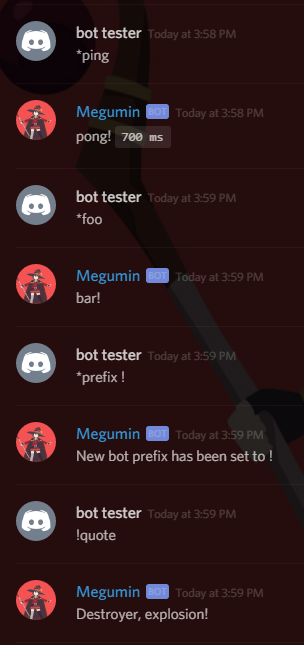 bot tester Today at 3:58 PM
*ping
Megumin BOT Today at 3:58 PM
pong! 700 ms
bot tester Today at 3:59 PM
*foo
Megumin BOT Today at 3:59 PM
bar!
bot tester Today at 3:59 PM
*prefix !
Megumin BOT Today at 3:59 PM
New bot prefix has been set to !
bot tester Today at 3:59 PM
!quote
Megumin BOT Today at 3:59 PM
Destroyer, explosion!